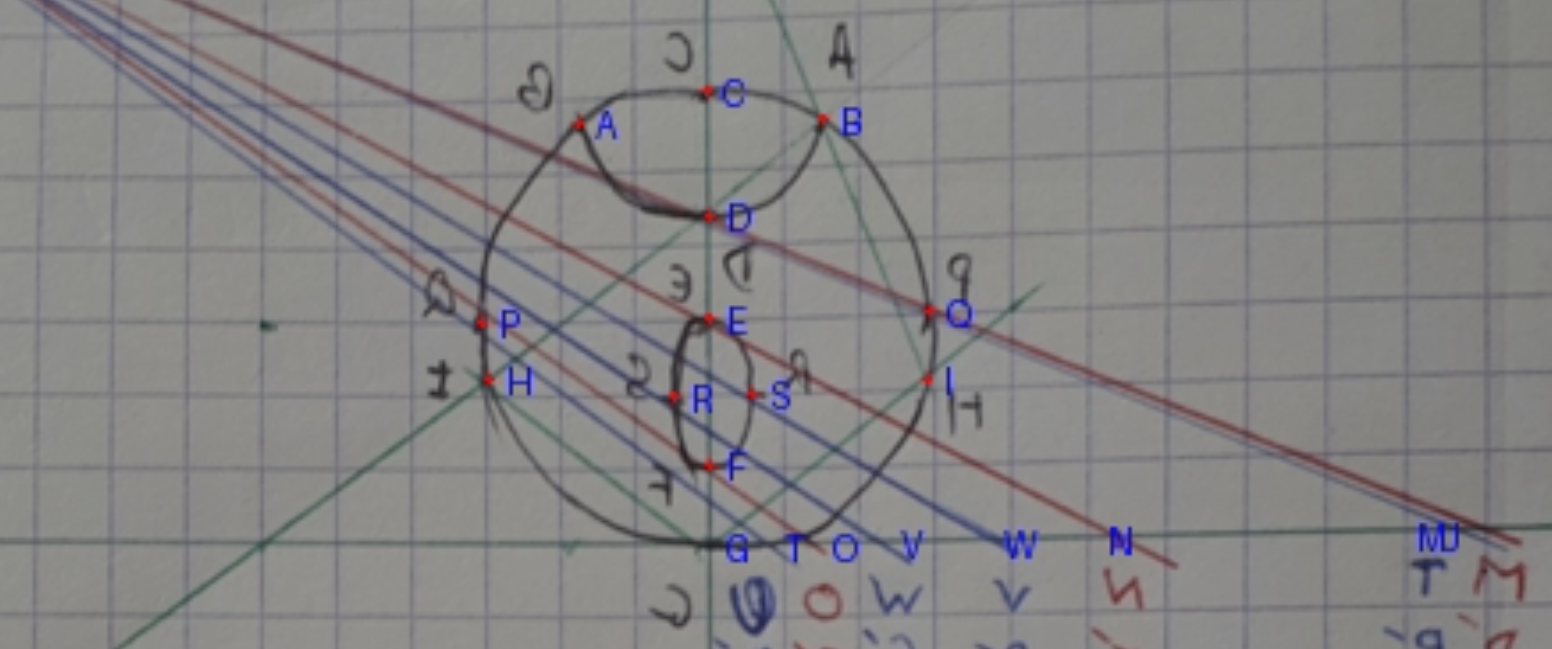 C A
C
A B
D
D P
E
Q
Q
P E
S R
I H R S I
H
F
F
G T O V W N MU
G U O W V N T M